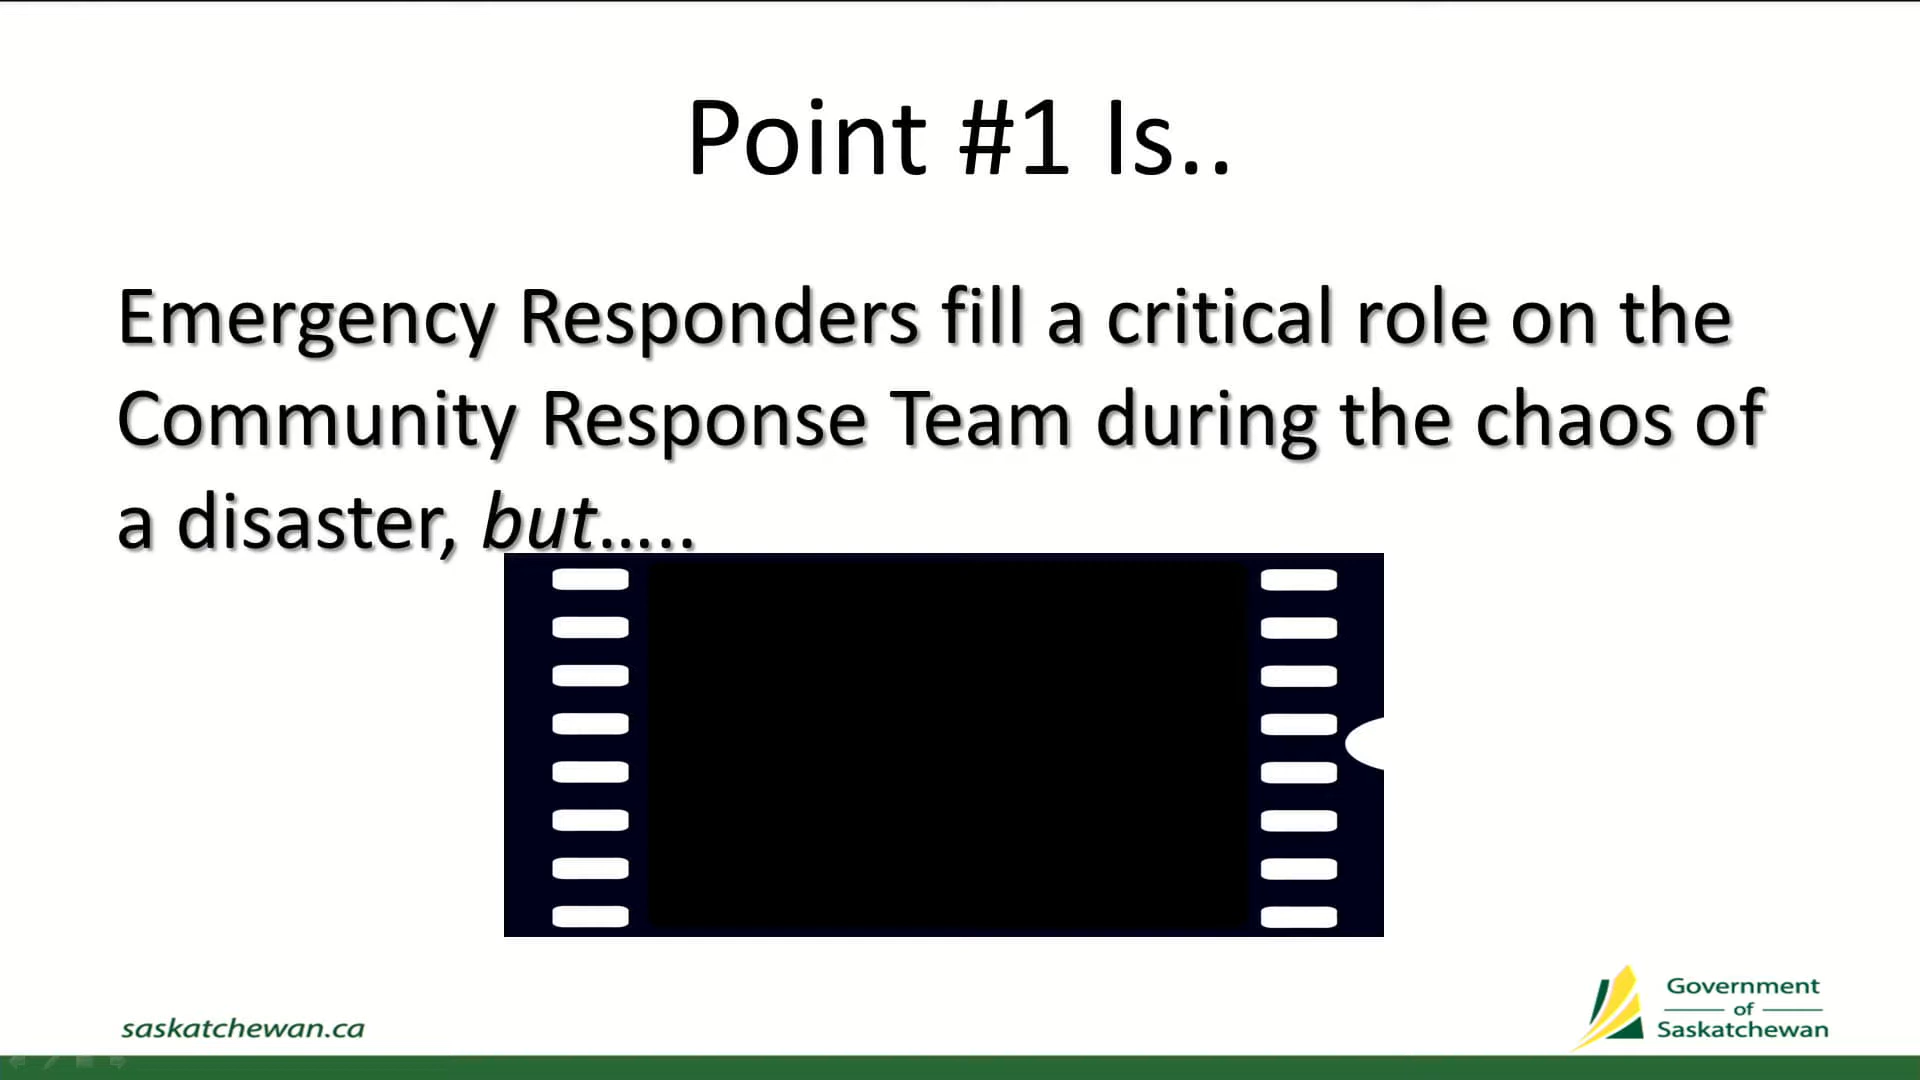 Point #1 Is..
Emergency Responders fill a critical role on the
Community Response Team during the chaos of
a disaster, but…..
saskatchewan.ca
Government
of
Saskatchewan